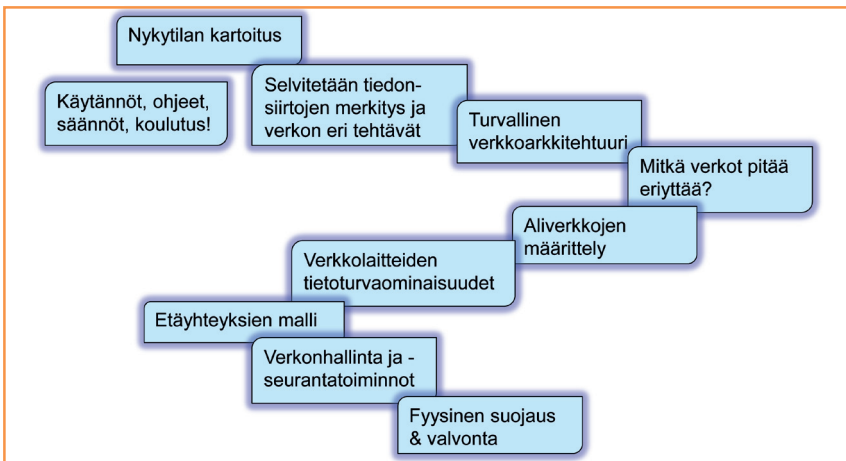 Nykytilan kartoitus
Käytännöt, ohjeet,
säännöt, koulutus!
Selvitetään tiedon-
siirtojen merkitys ja
verkon eri tehtävät
Turvallinen
verkkoarkkitehtuuri
Mitkä verkot pitää
eriyttää?
Aliverkkojen
määrittely
Verkkolaitteiden
tietoturvaominaisuudet
Etäyhteyksien malli
Verkonhallinta ja -
seurantatoiminnot
Fyysinen suojaus
& valvonta